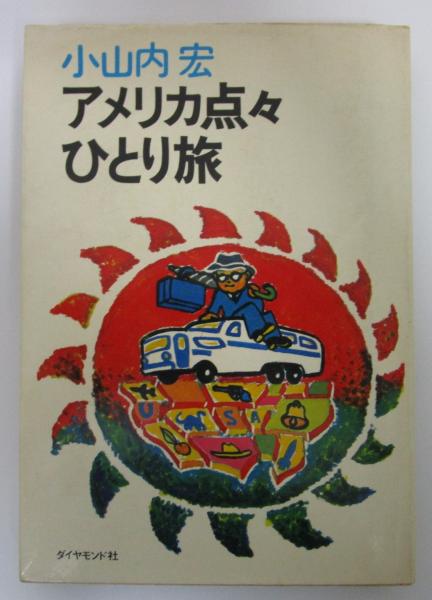 小山内 宏
アメリカ点々
ひとり旅
U S A
ダイヤモンド社